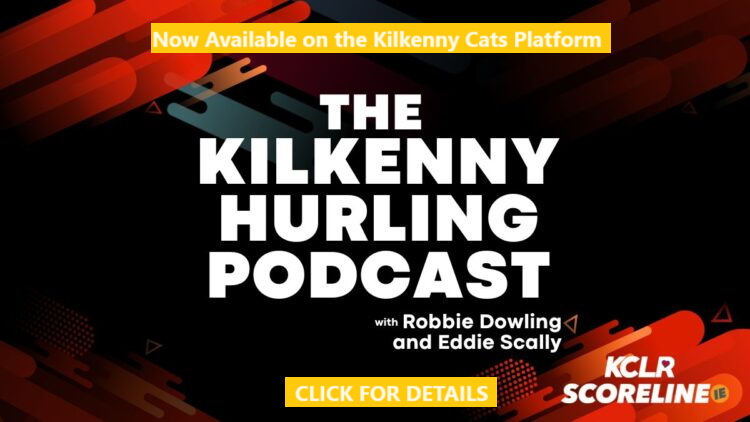 Now Available on the Kilkenny Cats Platform
THE
KILKENNY
HURLING
PODCAST
with Robbie Dowling
and Eddie Scally
KCLR
SCORELINE IE
CLICK FOR DETAILS